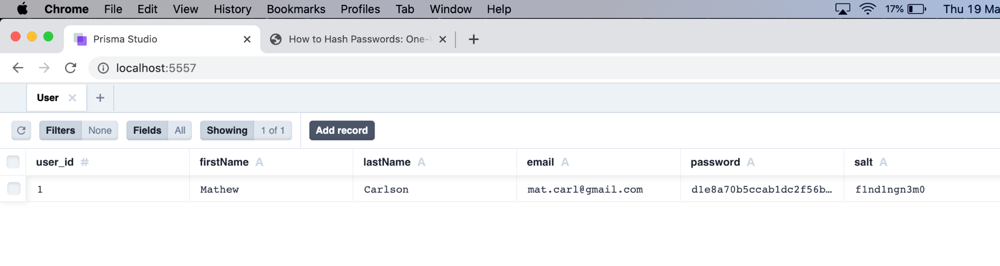 Chrome File Edit View History Bookmarks Profiles Tab Window Help 17% Thu 19 Ma
Prisma Studio How to Hash Passwords: One-
localhost:5557
User
Filters None Fields All Showing 1 of 1 Add record
user_id # firstName A lastName A email A password A salt A
1 Mathew Carlson mat.carl@gmail.com d1e8a70b5ccab1dc2f56b… f1nd1ngn3m0